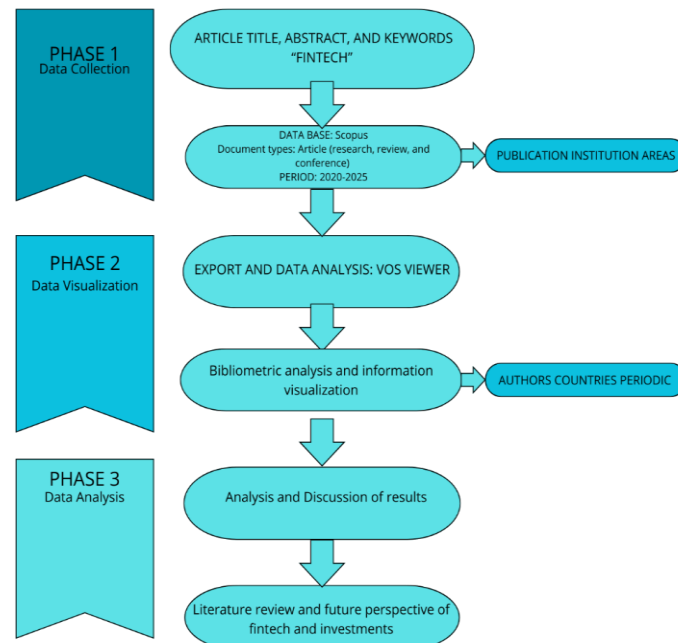 PHASE 1
Data Collection
ARTICLE TITLE, ABSTRACT, AND KEYWORDS
“FINTECH”
DATA BASE: Scopus
Document types: Article (research, review, and
conference)
PERIOD: 2020-2025
PUBLICATION INSTITUTION AREAS
PHASE 2
Data Visualization
EXPORT AND DATA ANALYSIS: VOS VIEWER
Bibliometric analysis and information
visualization
AUTHORS COUNTRIES PERIODIC
PHASE 3
Data Analysis
Analysis and Discussion of results
Literature review and future perspective of
fintech and investments